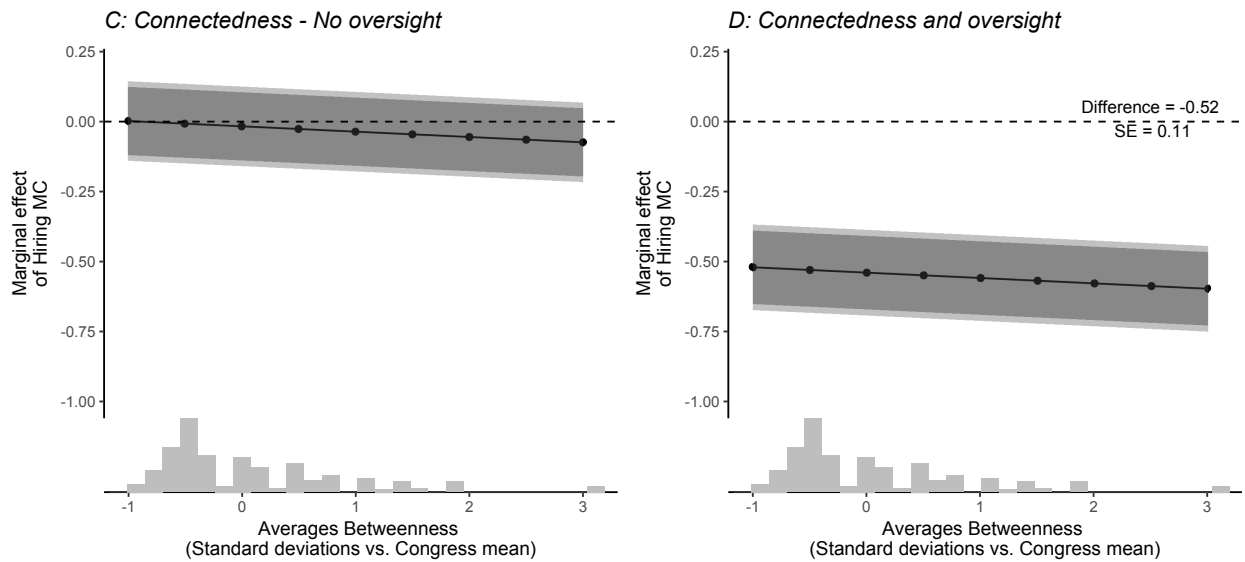 C: Connectedness - No oversight
0.25
0.00
-0.25
-0.50
-0.75
-1.00
Marginal effect
of Hiring MC
-1 0 1 2 3
Averages Betweenness
(Standard deviations vs. Congress mean)
D: Connectedness and oversight
0.25
0.00
-0.25
-0.50
-0.75
-1.00
Marginal effect
of Hiring MC
Difference = -0.52
SE = 0.11
-1 0 1 2 3
Averages Betweenness
(Standard deviations vs. Congress mean)